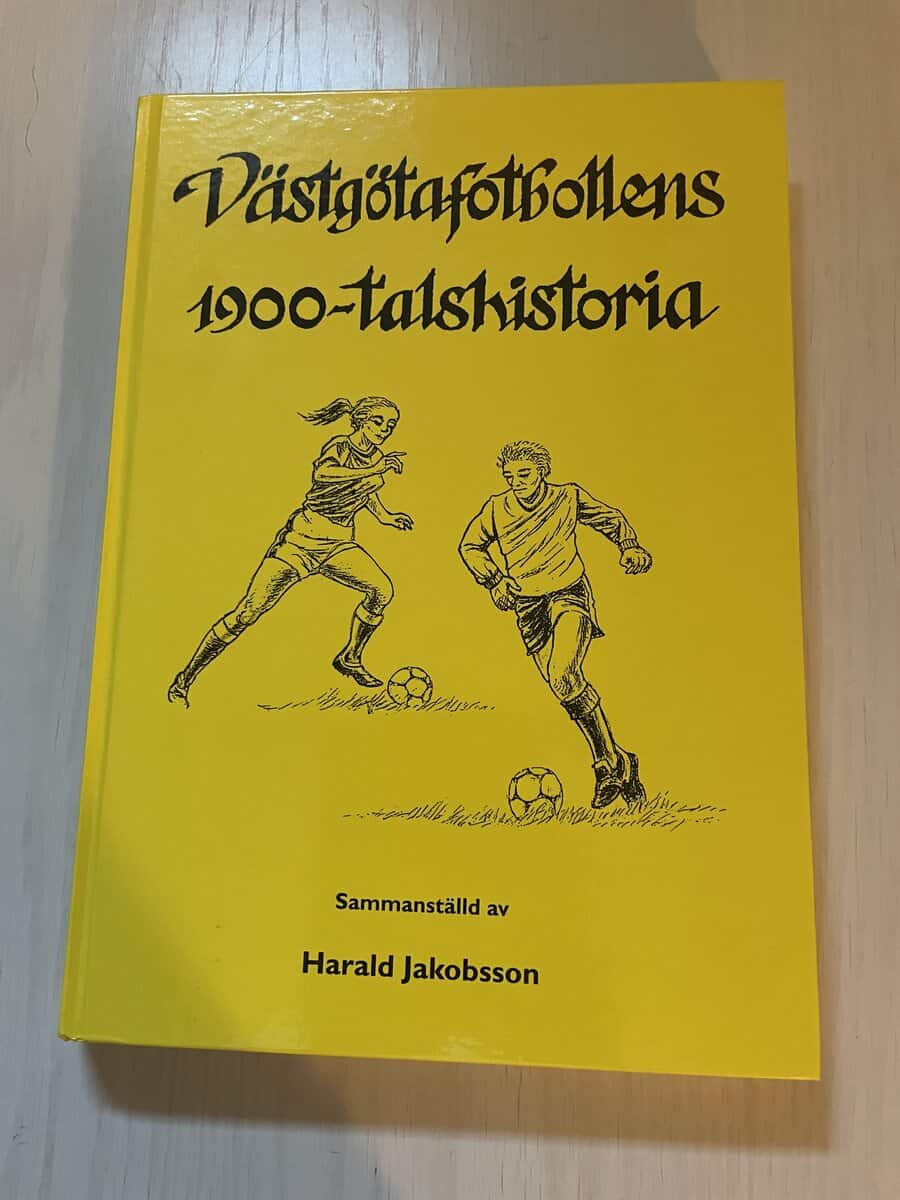 Västgötafotbollens
1900-talshistoria
Sammanställd av
Harald Jakobsson